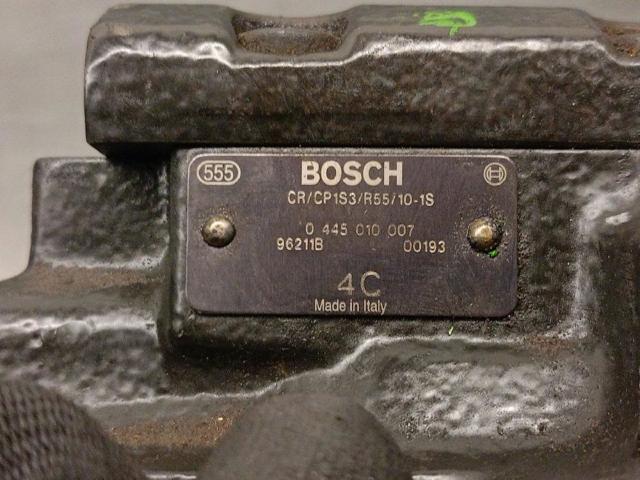 555 BOSCH
CR/CP1S3/R55/10-1S
0 445 010 007
96211B 00193
4C
Made in Italy